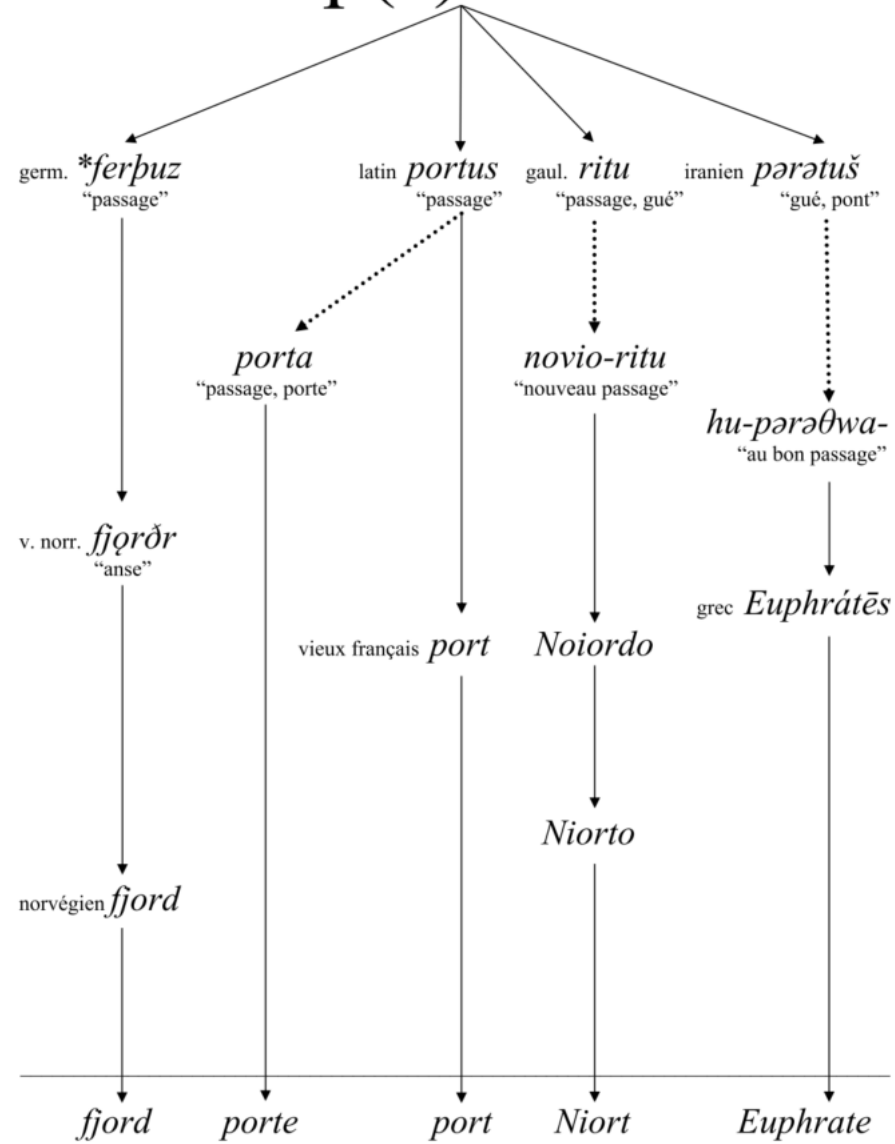 germ. *ferþuz
“passage”
latin portus
“passage”
gaul. ritu
“passage, gué”
iranien pərətuš
“gué, pont”
porta
“passage, porte”
novio-ritu
“nouveau passage”
hu-pərəθwa-
“au bon passage”
v. norr. fjǫrðr
“anse”
grec Euphrátēs
vieux français port
Noiordo
Niorto
norvégien fjord
fjord porte port Niort Euphrate